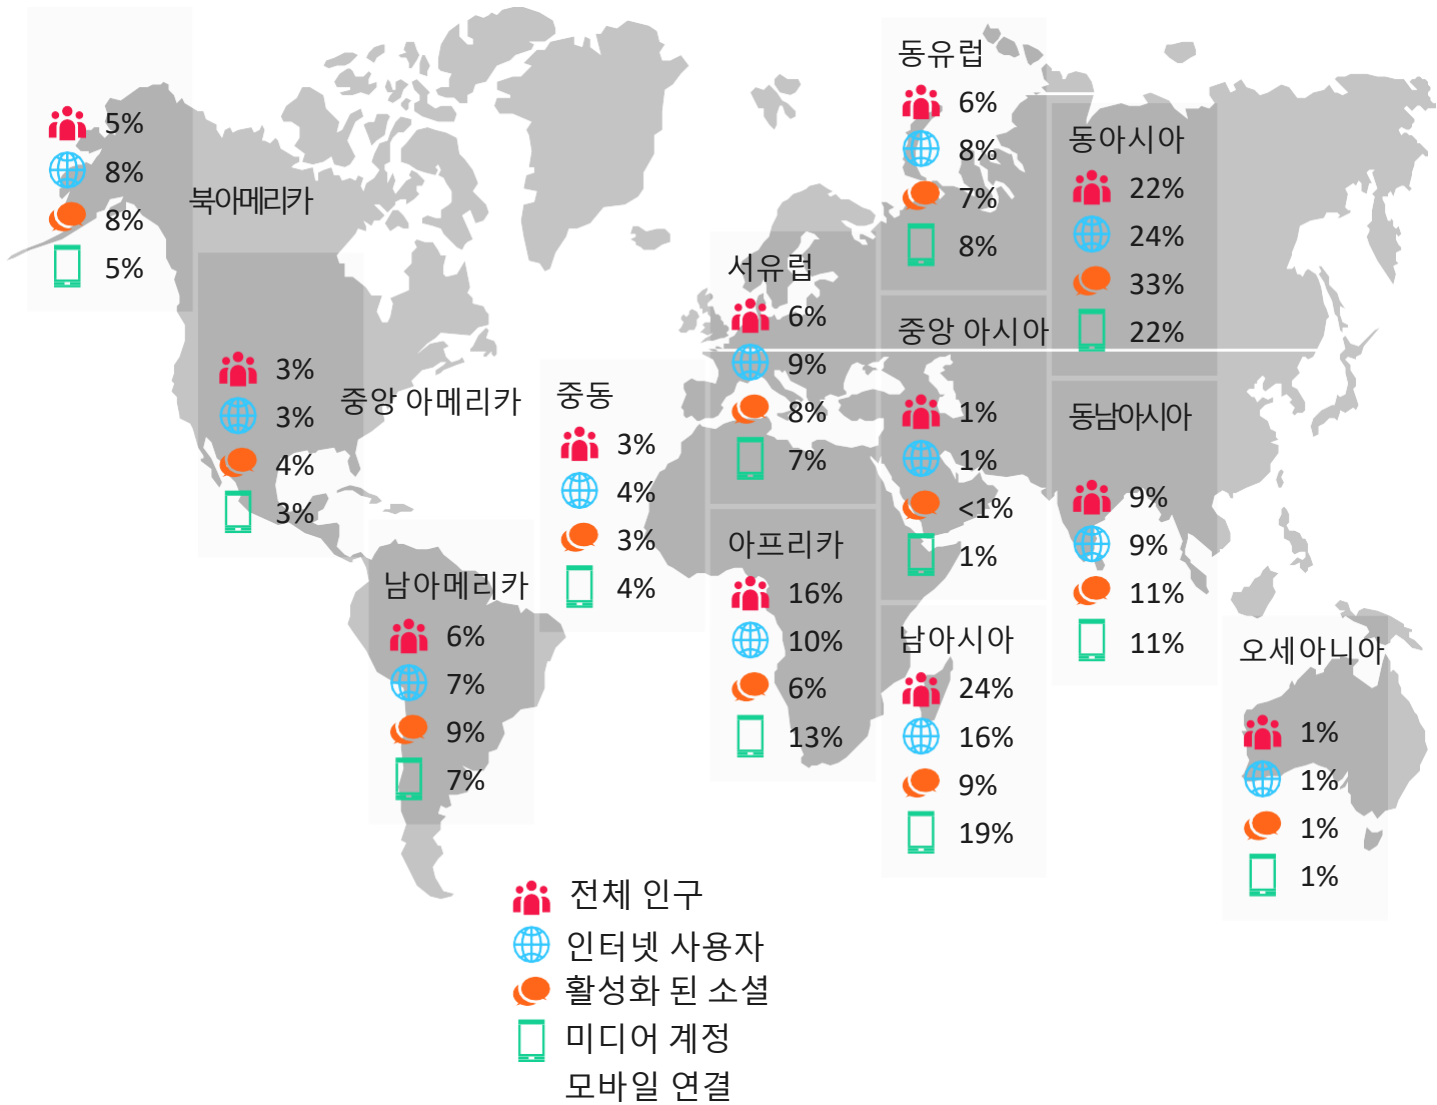 북아메리카
5%
8%
8%
5%
중앙 아메리카
3%
3%
4%
3%
남아메리카
6%
7%
9%
7%
중동
3%
4%
3%
4%
서유럽
6%
9%
8%
7%
아프리카
16%
10%
6%
13%
동유럽
6%
8%
7%
8%
중앙 아시아
1%
1%
<1%
1%
남아시아
24%
16%
9%
19%
동아시아
22%
24%
33%
22%
동남아시아
9%
9%
11%
11%
오세아니아
1%
1%
1%
1%
전체 인구
인터넷 사용자
활성화 된 소셜
미디어 계정
모바일 연결